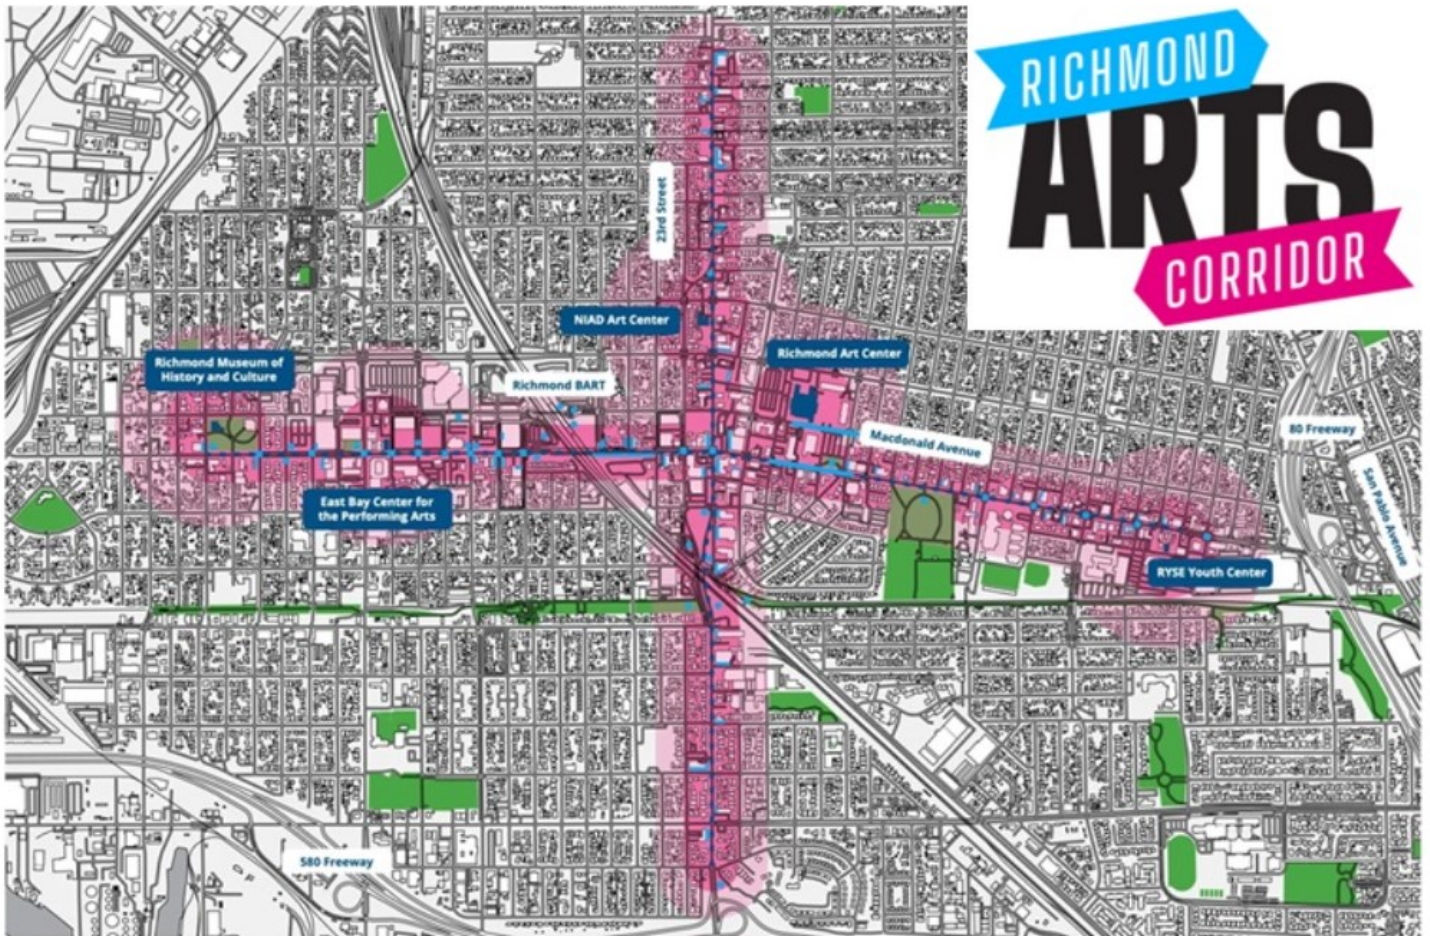 RICHMOND
ARTS
CORRIDOR
23rd Street
NIAD Art Center
Richmond Art Center
Richmond Museum of
History and Culture
Richmond BART
80 Freeway
Macdonald Avenue
San Pablo Avenue
East Bay Center for
the Performing Arts
RYSE Youth Center
580 Freeway